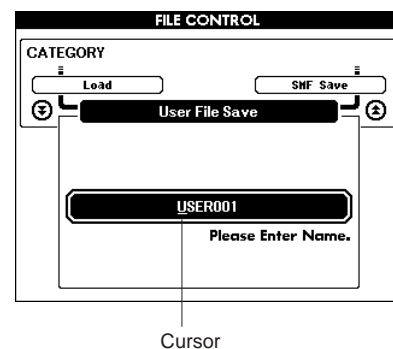 FILE CONTROL
CATEGORY
Load
SMF Save
User File Save
USER001
Please Enter Name.
Cursor